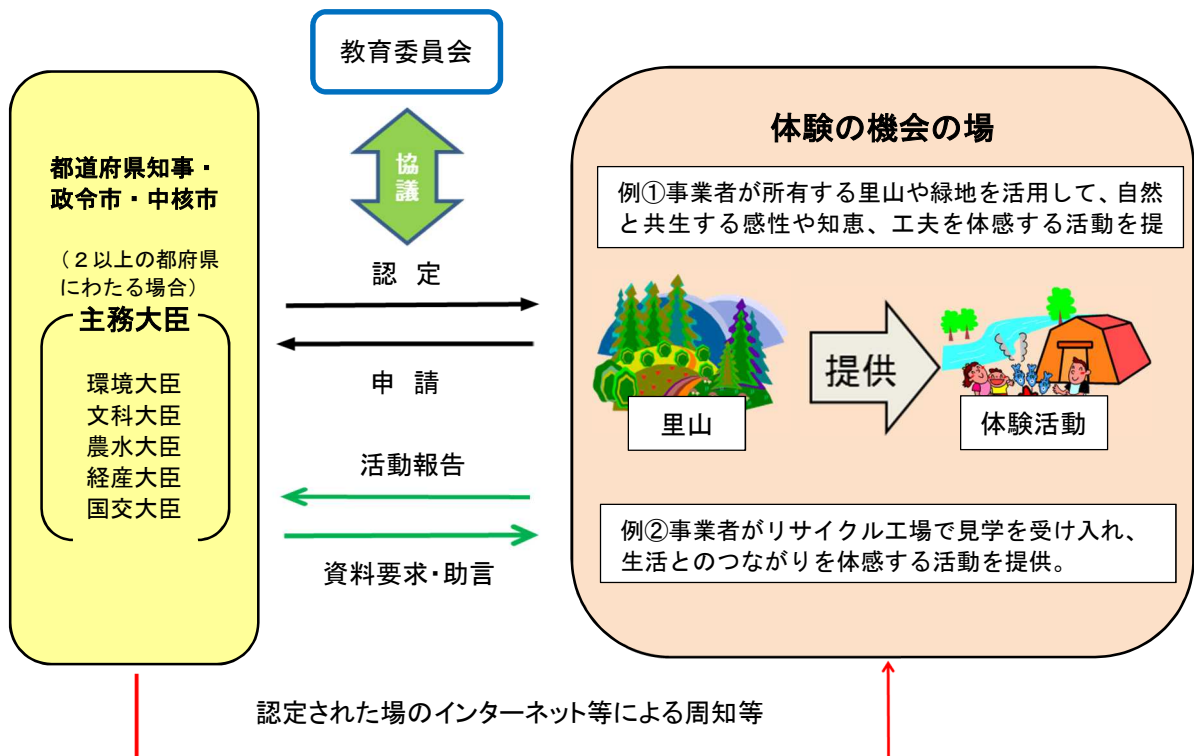 教育委員会
協議
都道府県知事・
政令市・中核市
（２以上の都府県
にわたる場合）
主務大臣
環境大臣
文科大臣
農水大臣
経産大臣
国交大臣
認 定
申 請
活動報告
資料要求・助言
体験の機会の場
例①事業者が所有する里山や緑地を活用して、自然
と共生する感性や知恵、工夫を体感する活動を提
提供
里山
体験活動
例②事業者がリサイクル工場で見学を受け入れ、
生活とのつながりを体感する活動を提供。
認定された場のインターネット等による周知等